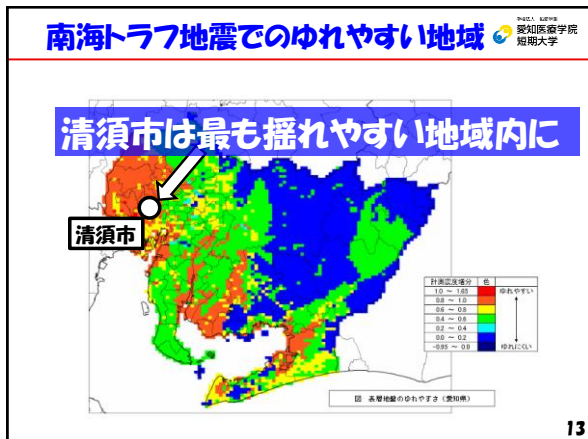 南海トラフ地震でのゆれやすい地域
愛知医療学院
短期大学
清須市は最も揺れやすい地域内に
清須市
計測震度増分 色
1.0 ～ 1.65 ゆれやすい
0.8 ～ 1.0
0.6 ～ 0.8
0.4 ～ 0.6
0.2 ～ 0.4
0.0 ～ 0.2
-0.95 ～ 0.0 ゆれにくい
図 表層地盤のゆれやすさ（愛知県）
13